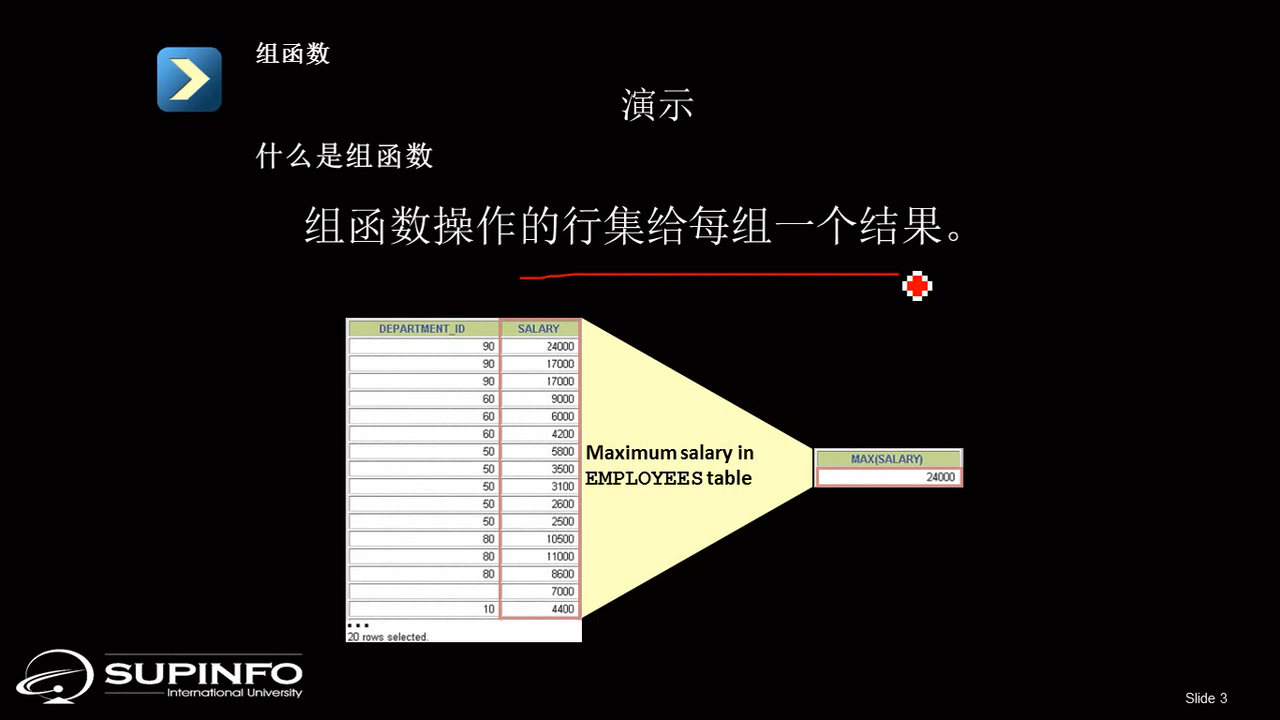 组函数
演示
什么是组函数
组函数操作的行集给每组一个结果。
DEPARTMENT_ID SALARY
90 24000
90 17000
90 17000
60 9000
60 6000
60 4200
50 5800
50 3500
50 3100
50 2600
50 2500
80 10500
80 11000
80 8600
7000
10 4400
20 rows selected.
Maximum salary in
EMPLOYEES table
MAX(SALARY)
24000
SUPINFO
International University
Slide 3